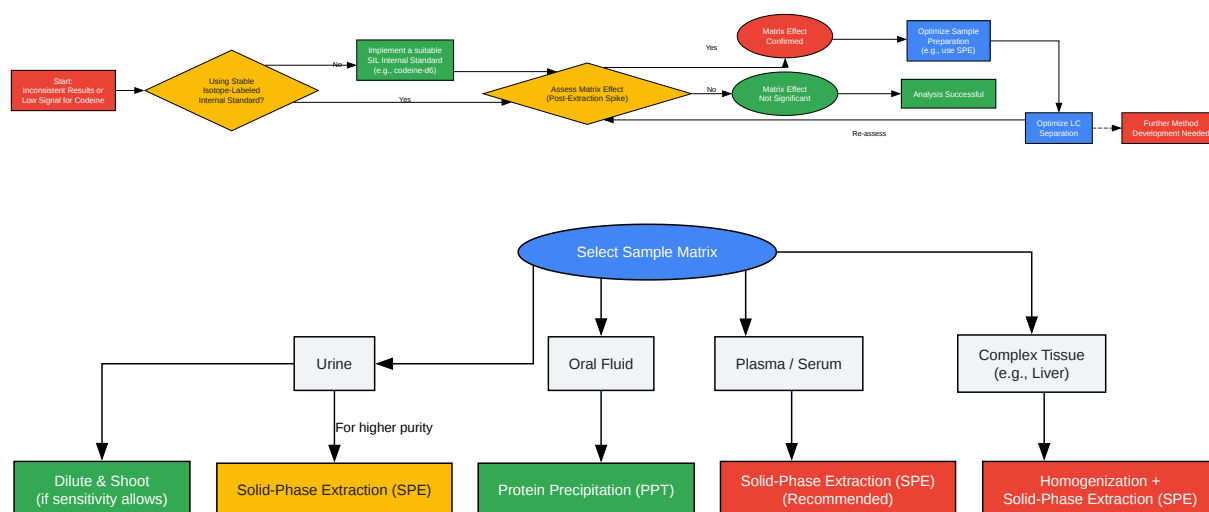 Start:
Inconsistent Results or
Low Signal for Codeine
Using Stable
Isotope-Labeled
Internal Standard?
No
Yes
Implement a suitable
SIL Internal Standard
(e.g., codeine-d6)
Assess Matrix Effect
(Post-Extraction Spike)
Yes
No
Matrix Effect
Confirmed
Matrix Effect
Not Significant
Optimize Sample
Preparation
(e.g., use SPE)
Analysis Successful
Re-assess
Optimize LC
Separation
Further Method
Development Needed
Select Sample Matrix
Urine
Oral Fluid
Plasma / Serum
Complex Tissue
(e.g., Liver)
For higher purity
Dilute & Shoot
(if sensitivity allows)
Solid-Phase Extraction (SPE)
Protein Precipitation (PPT)
Solid-Phase Extraction (SPE)
(Recommended)
Homogenization +
Solid-Phase Extraction (SPE)